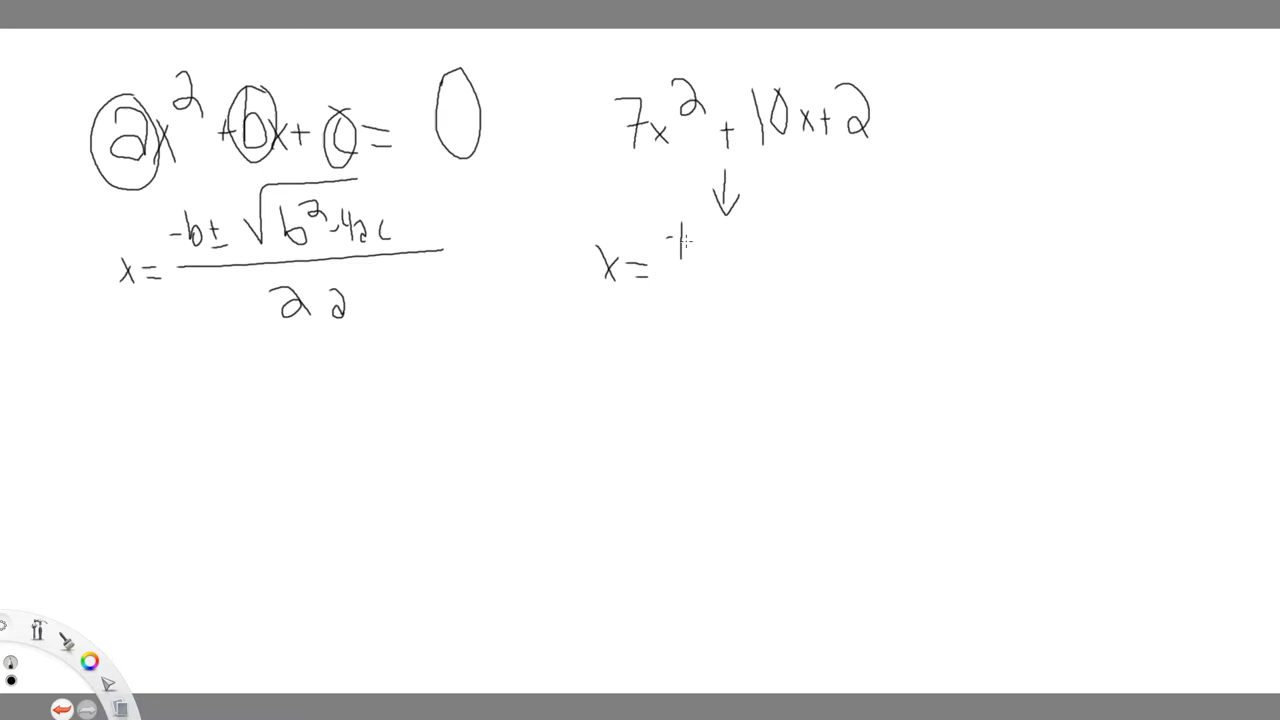 ax² + bx + c = 0
x = -b ± √b² - 4ac / 2a
7x² + 10x + 2
↓
x = -1